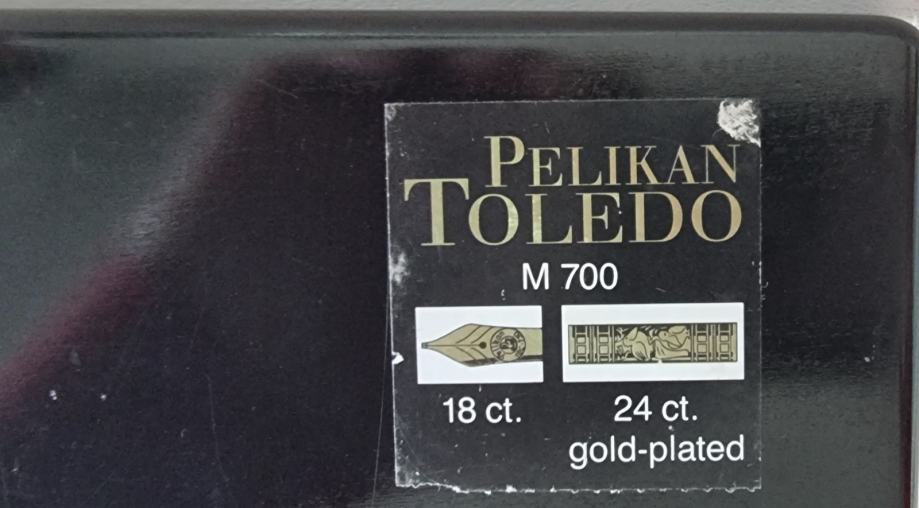 PELIKAN
TOLEDO
M 700
18 ct.
24 ct.
gold-plated